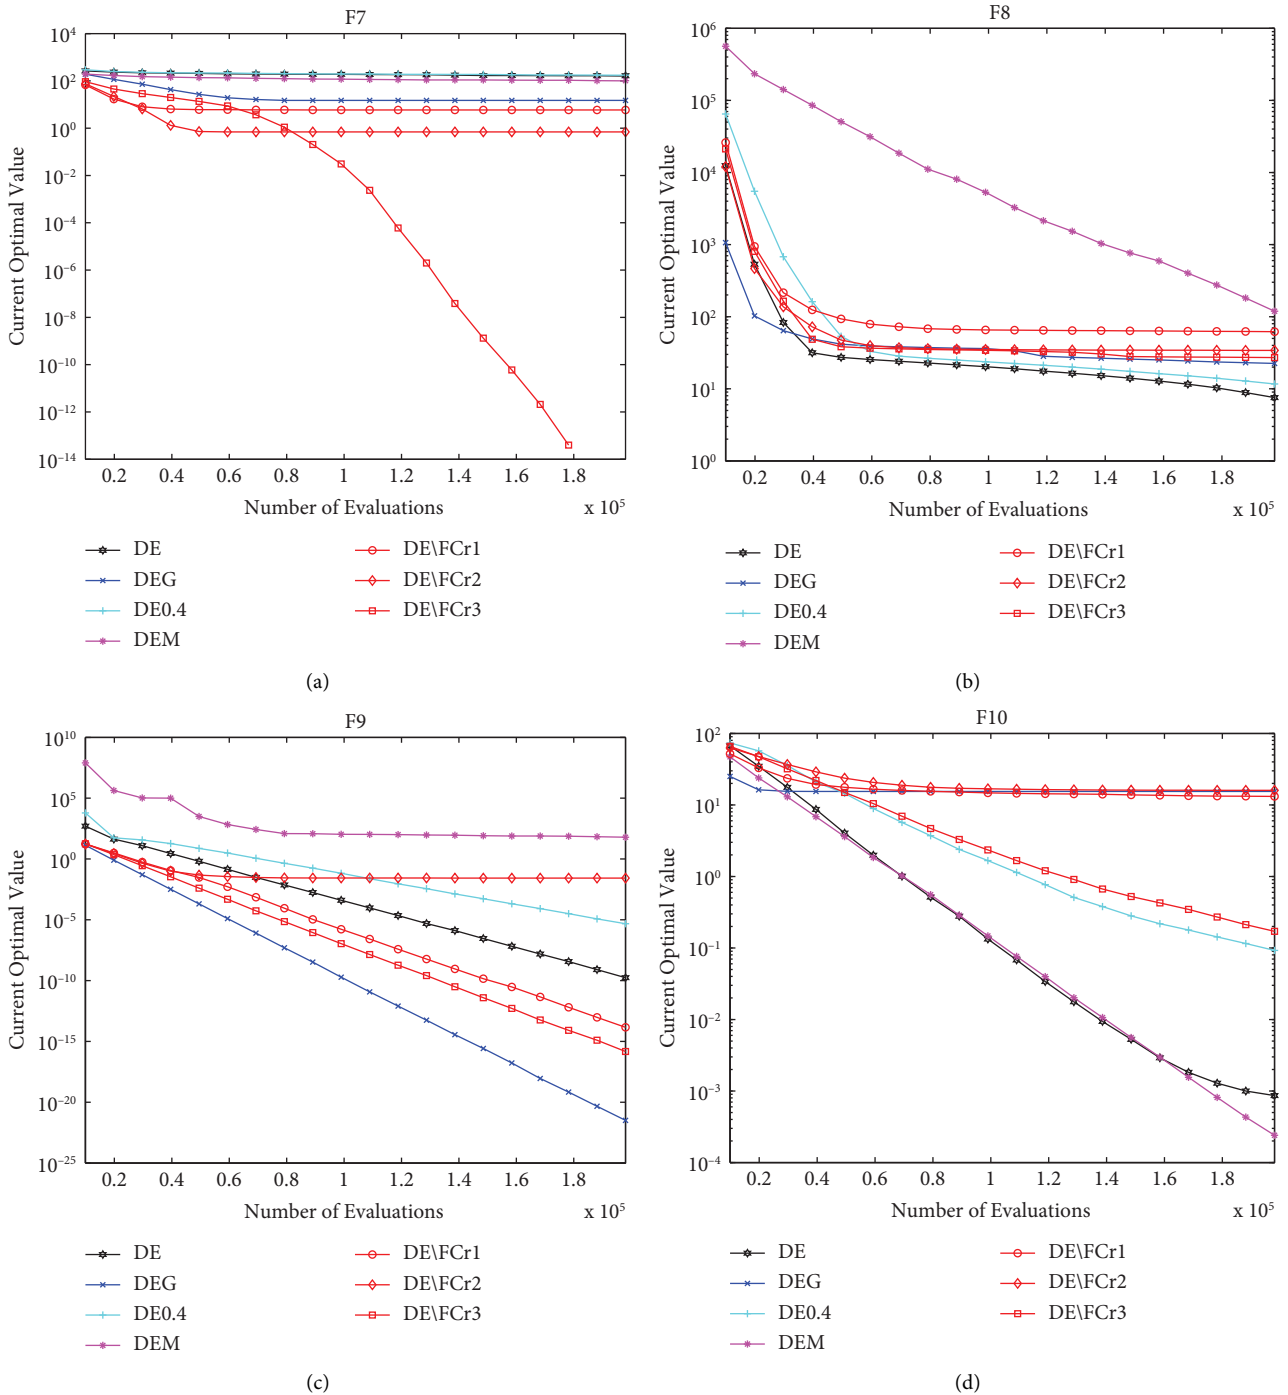 F7
10^4
10^2
10^0
10^−2
10^−4
10^−6
10^−8
10^−10
10^−12
10^−14
Current Optimal Value
0.2 0.4 0.6 0.8 1 1.2 1.4 1.6 1.8
Number of Evaluations x 10^5
DE DE\FCr1
DEG DE\FCr2
DE0.4 DE\FCr3
DEM
(a)
F8
10^6
10^5
10^4
10^3
10^2
10^1
10^0
Current Optimal Value
0.2 0.4 0.6 0.8 1 1.2 1.4 1.6 1.8
Number of Evaluations x 10^5
DE DE\FCr1
DEG DE\FCr2
DE0.4 DE\FCr3
DEM
(b)
F9
10^10
10^5
10^0
10^−5
10^−10
10^−15
10^−20
10^−25
Current Optimal Value
0.2 0.4 0.6 0.8 1 1.2 1.4 1.6 1.8
Number of Evaluations x 10^5
DE DE\FCr1
DEG DE\FCr2
DE0.4 DE\FCr3
DEM
(c)
F10
10^2
10^1
10^0
10^−1
10^−2
10^−3
10^−4
Current Optimal Value
0.2 0.4 0.6 0.8 1 1.2 1.4 1.6 1.8
Number of Evaluations x 10^5
DE DE\FCr1
DEG DE\FCr2
DE0.4 DE\FCr3
DEM
(d)